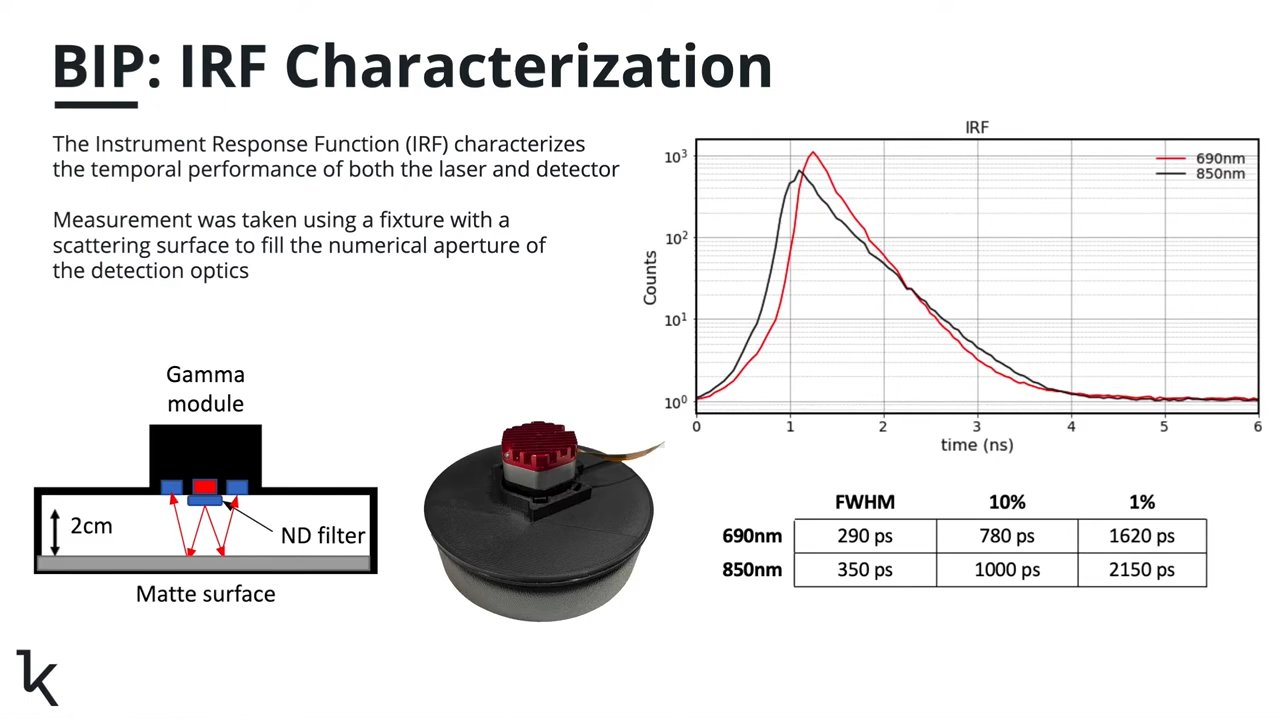 BIP: IRF Characterization
The Instrument Response Function (IRF) characterizes
the temporal performance of both the laser and detector
Measurement was taken using a fixture with a
scattering surface to fill the numerical aperture of
the detection optics
Gamma
module
2cm
ND filter
Matte surface
IRF
690nm
850nm
10³
10²
10¹
10⁰
Counts
0 1 2 3 4 5 6
time (ns)
FWHM 10% 1%
690nm 290 ps 780 ps 1620 ps
850nm 350 ps 1000 ps 2150 ps
k